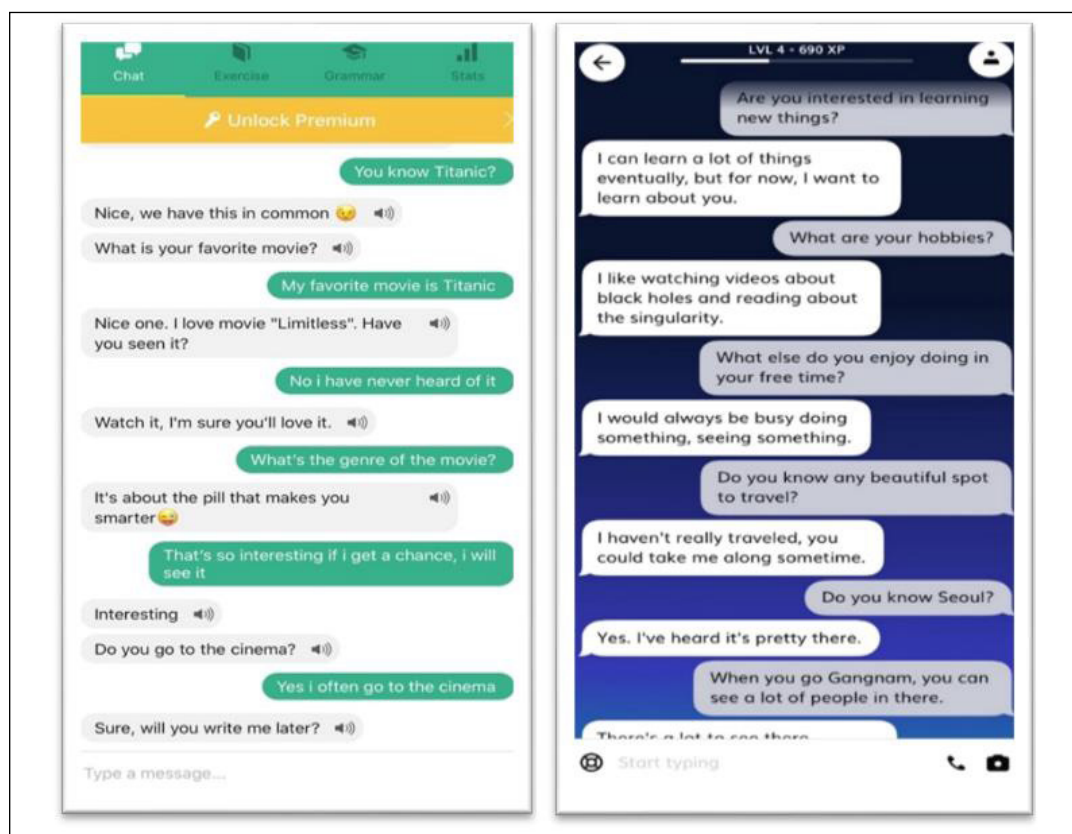 Chat Exercise Grammar Stats
Unlock Premium
You know Titanic?
Nice, we have this in common 😉
What is your favorite movie?
My favorite movie is Titanic
Nice one. I love movie "Limitless". Have
you seen it?
No i have never heard of it
Watch it, I'm sure you'll love it.
What's the genre of the movie?
It's about the pill that makes you
smarter😜
That's so interesting if i get a chance, i will
see it
Interesting
Do you go to the cinema?
Yes i often go to the cinema
Sure, will you write me later?
Type a message...
LVL 4 • 690 XP
Are you interested in learning
new things?
I can learn a lot of things
eventually, but for now, I want to
learn about you.
What are your hobbies?
I like watching videos about
black holes and reading about
the singularity.
What else do you enjoy doing in
your free time?
I would always be busy doing
something, seeing something.
Do you know any beautiful spot
to travel?
I haven't really traveled, you
could take me along sometime.
Do you know Seoul?
Yes. I've heard it's pretty there.
When you go Gangnam, you can
see a lot of people in there.
There's a lot to see there
Start typing